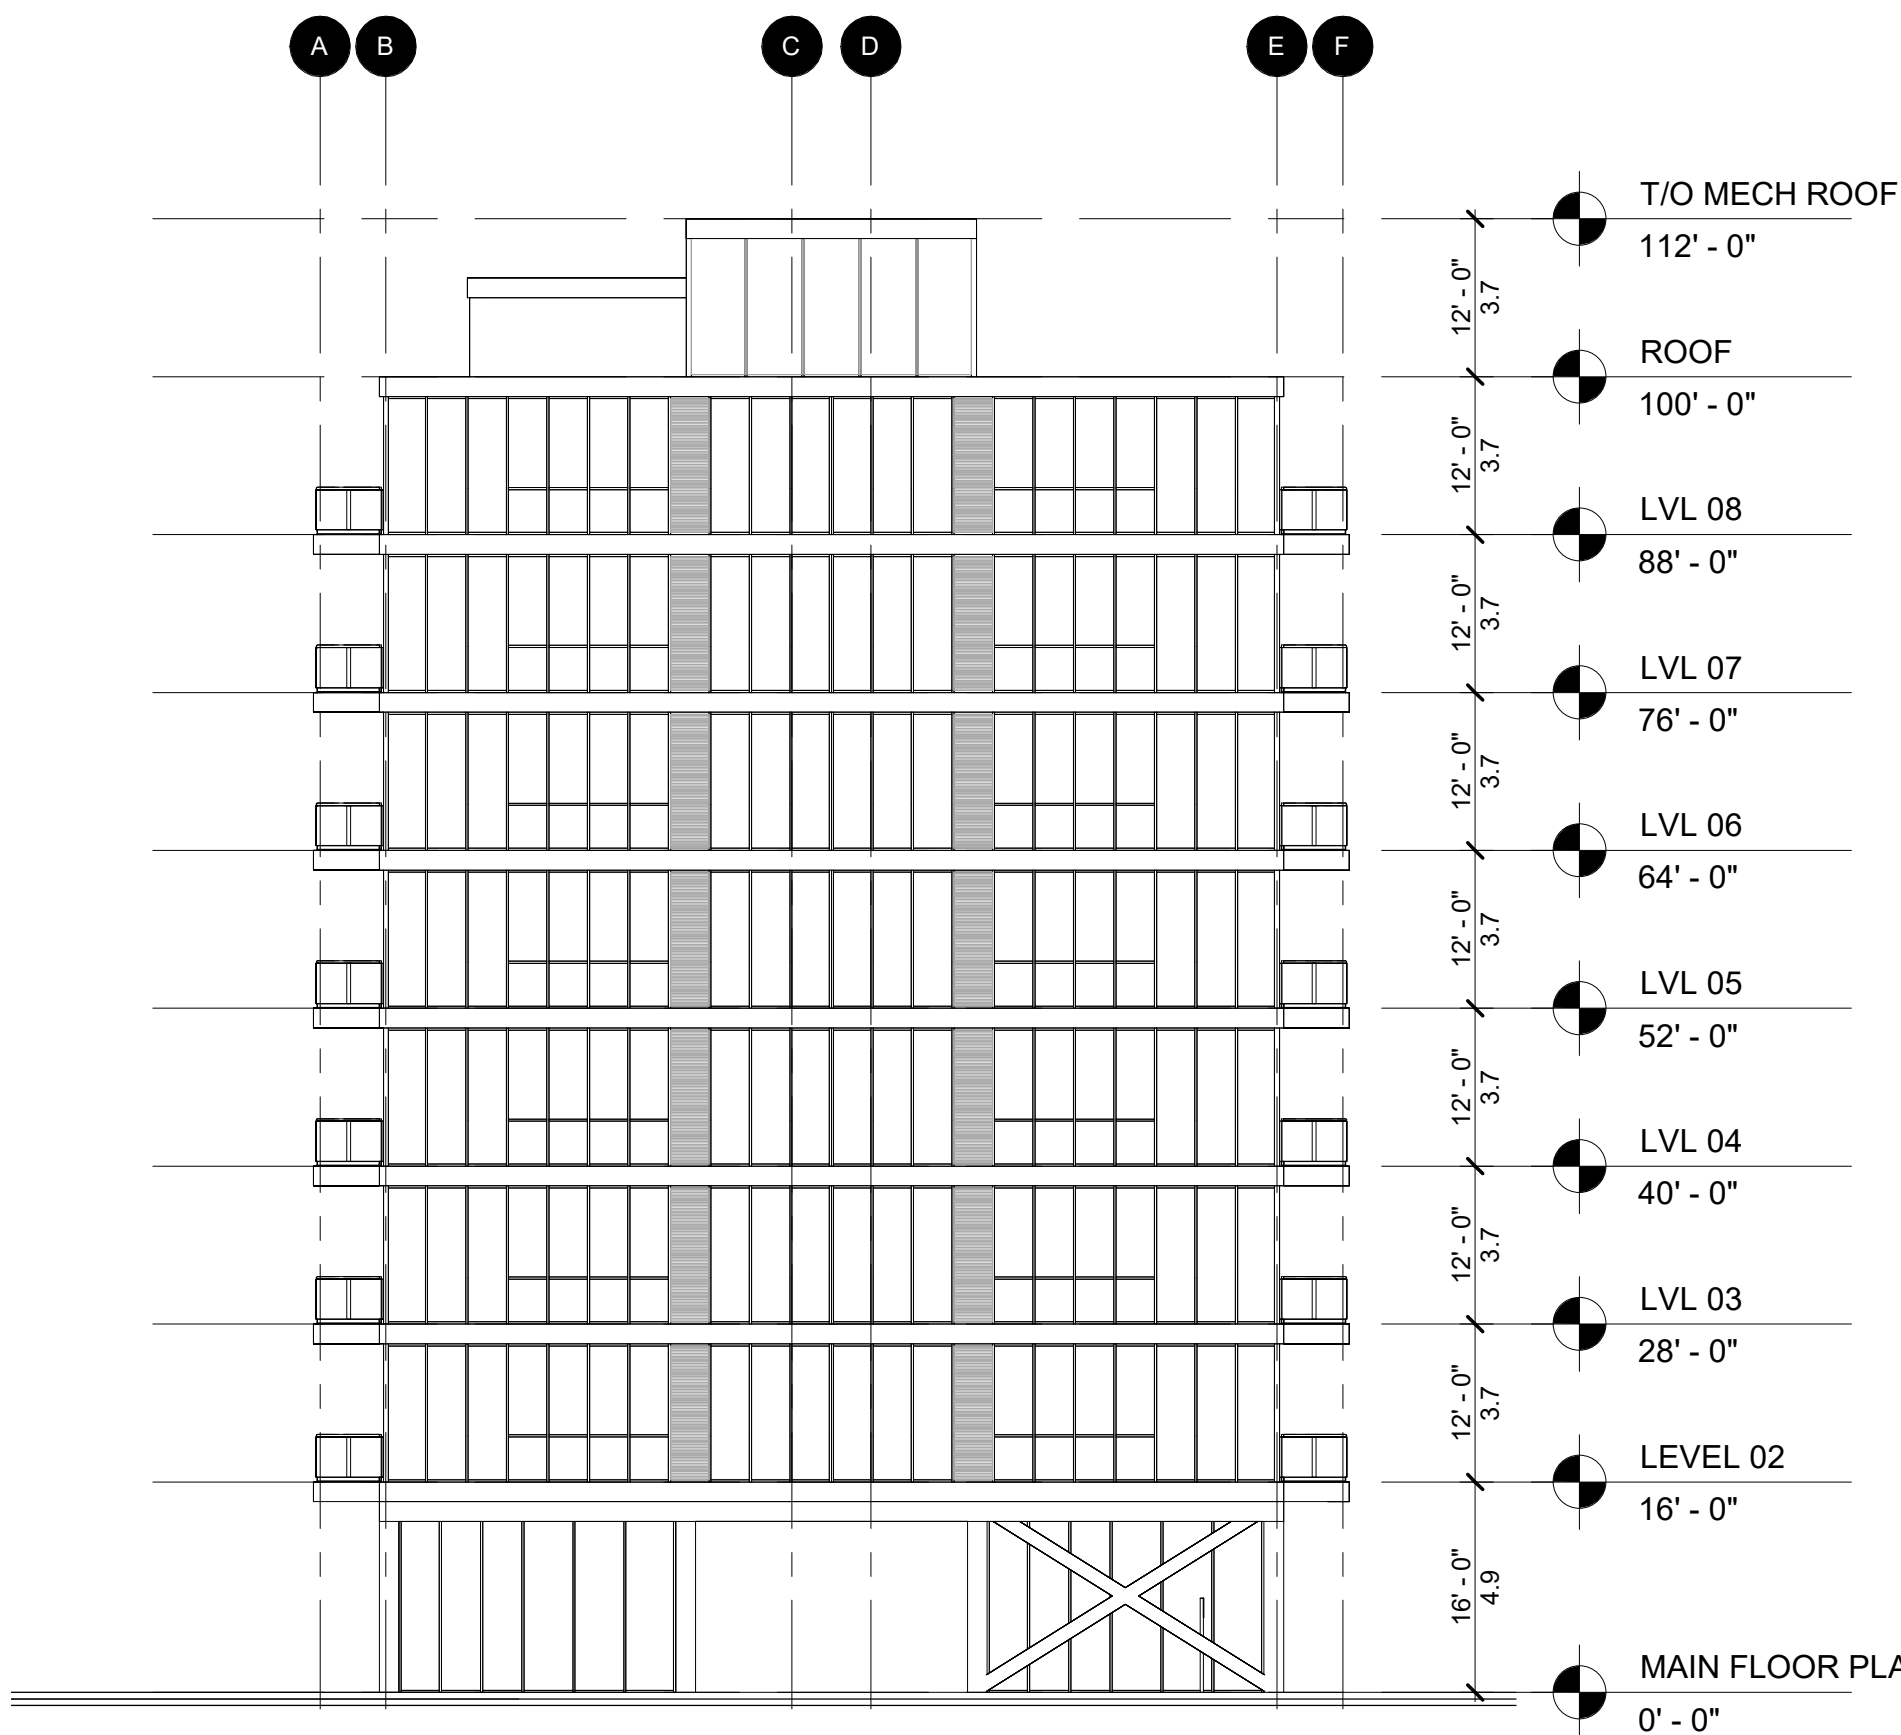 A B C D E F
T/O MECH ROOF
112' - 0"
12' - 0"
3.7
ROOF
100' - 0"
12' - 0"
3.7
LVL 08
88' - 0"
12' - 0"
3.7
LVL 07
76' - 0"
12' - 0"
3.7
LVL 06
64' - 0"
12' - 0"
3.7
LVL 05
52' - 0"
12' - 0"
3.7
LVL 04
40' - 0"
12' - 0"
3.7
LVL 03
28' - 0"
12' - 0"
3.7
LEVEL 02
16' - 0"
16' - 0"
4.9
MAIN FLOOR PLA
0' - 0"